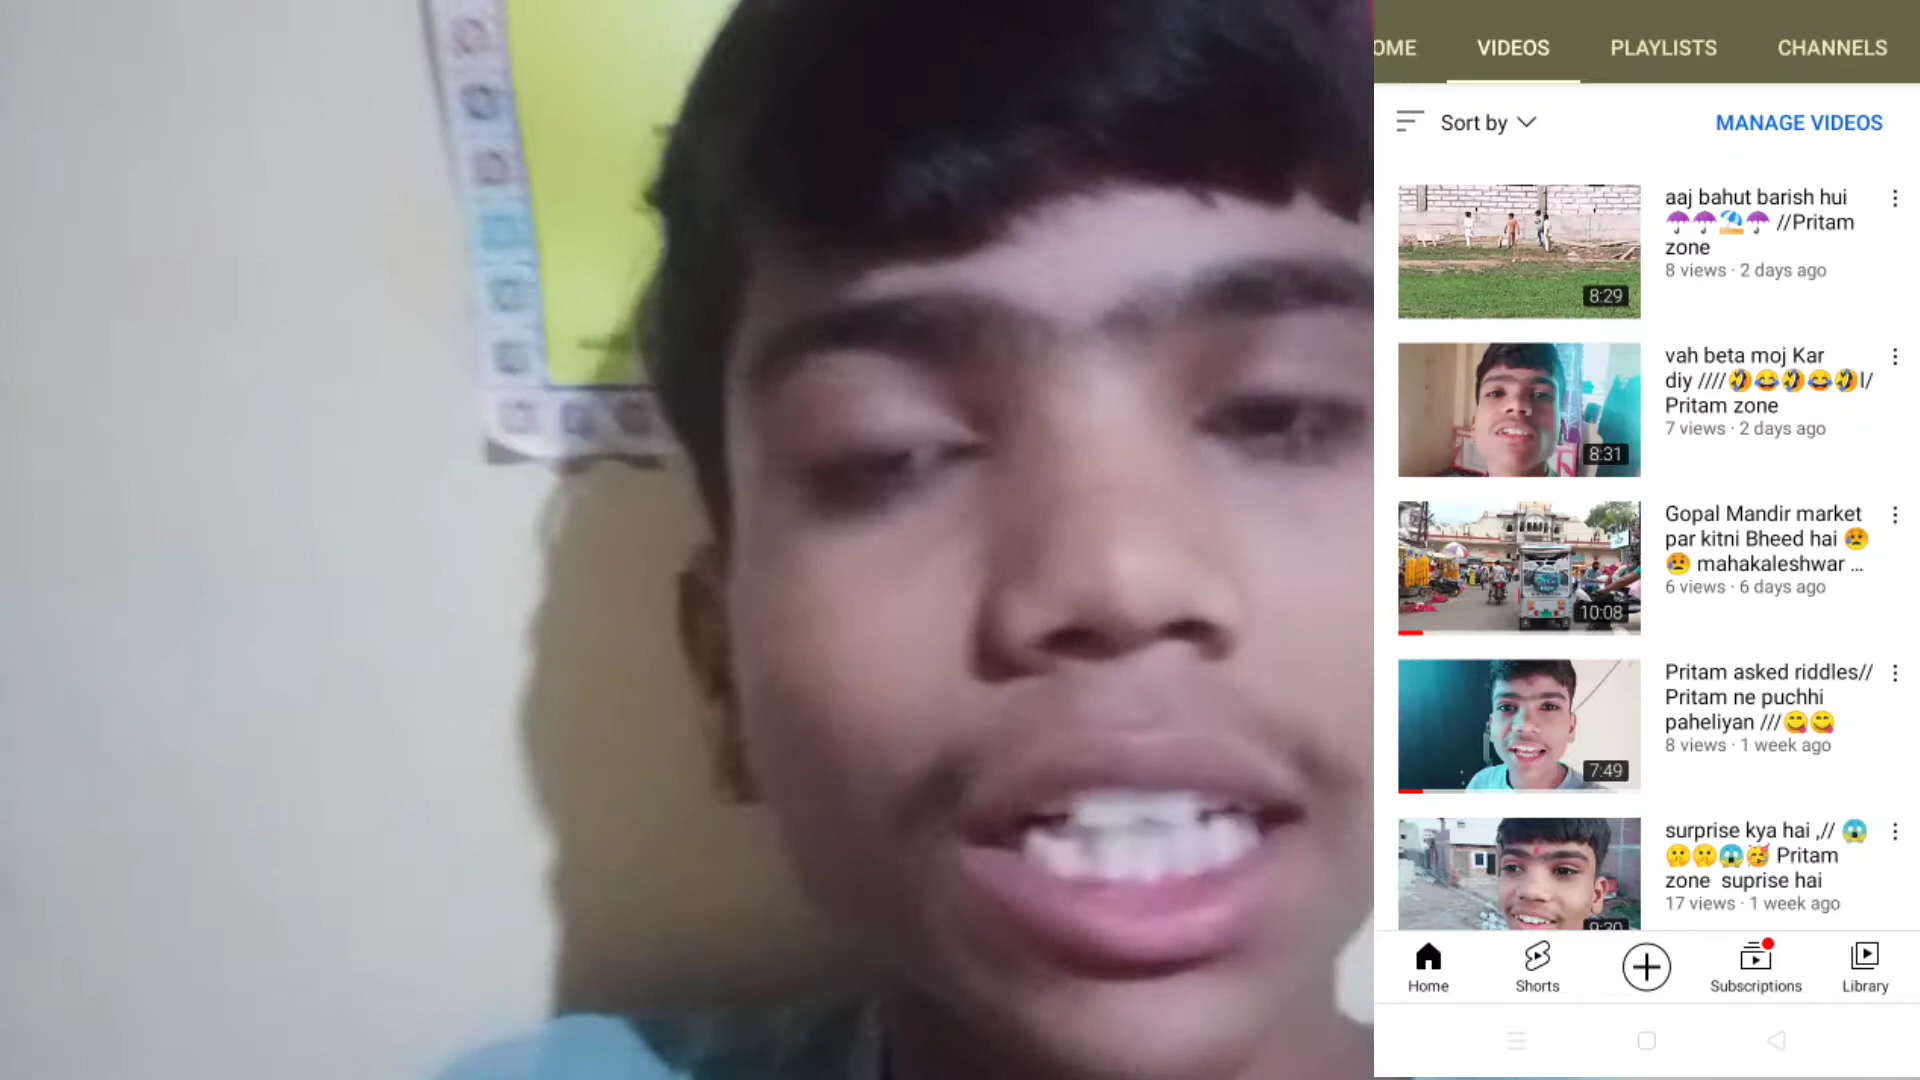 OME VIDEOS PLAYLISTS CHANNELS
Sort by MANAGE VIDEOS
aaj bahut barish hui
☂☂⛱☂ //Pritam
zone
8 views · 2 days ago
8:29
vah beta moj Kar
diy ////🤣😂🤣😂🤣l/
Pritam zone
7 views · 2 days ago
8:31
Gopal Mandir market
par kitni Bheed hai 😥
😥 mahakaleshwar ...
6 views · 6 days ago
10:08
Pritam asked riddles//
Pritam ne puchhi
paheliyan ///😋😋
8 views · 1 week ago
7:49
surprise kya hai ,// 😱
🤫🤫😱🥳 Pritam
zone suprise hai
17 views · 1 week ago
Home Shorts Subscriptions Library